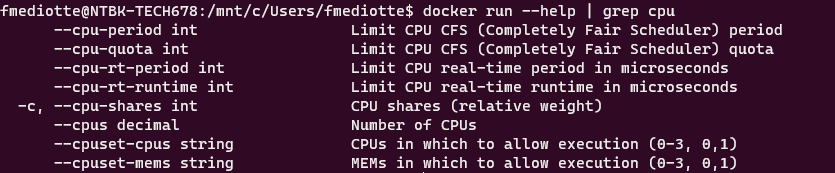 fmediotte@NTBK-TECH678:/mnt/c/Users/fmediotte$ docker run --help | grep cpu
      --cpu-period int                 Limit CPU CFS (Completely Fair Scheduler) period
      --cpu-quota int                  Limit CPU CFS (Completely Fair Scheduler) quota
      --cpu-rt-period int              Limit CPU real-time period in microseconds
      --cpu-rt-runtime int             Limit CPU real-time runtime in microseconds
  -c, --cpu-shares int                 CPU shares (relative weight)
      --cpus decimal                   Number of CPUs
      --cpuset-cpus string             CPUs in which to allow execution (0-3, 0,1)
      --cpuset-mems string             MEMs in which to allow execution (0-3, 0,1)